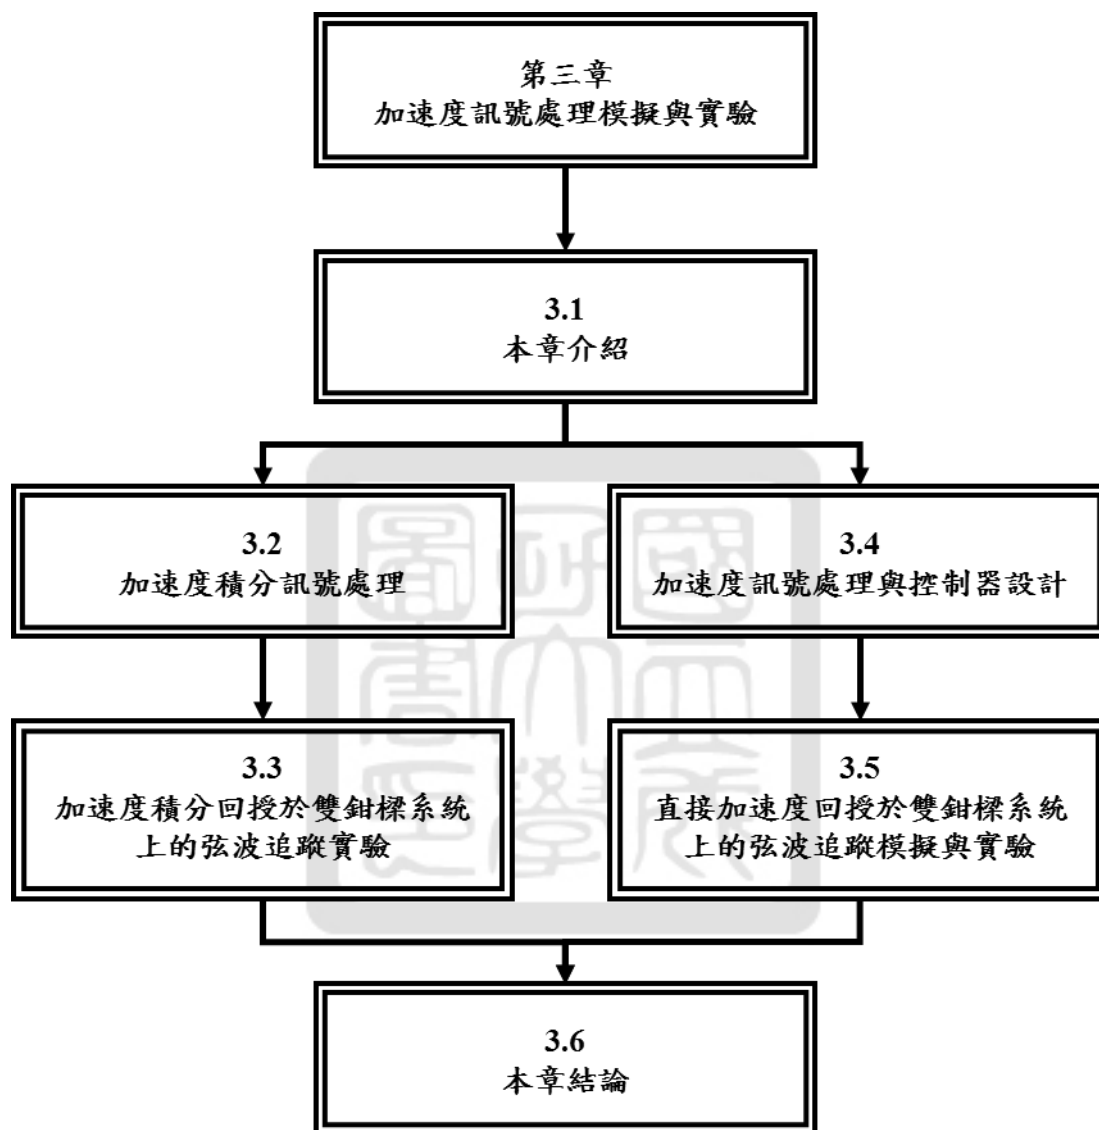 第三章
加速度訊號處理模擬與實驗
3.1
本章介紹
3.2
加速度積分訊號處理
3.4
加速度訊號處理與控制器設計
3.3
加速度積分回授於雙鉗樑系統
上的弦波追蹤實驗
3.5
直接加速度回授於雙鉗樑系統
上的弦波追蹤模擬與實驗
3.6
本章結論